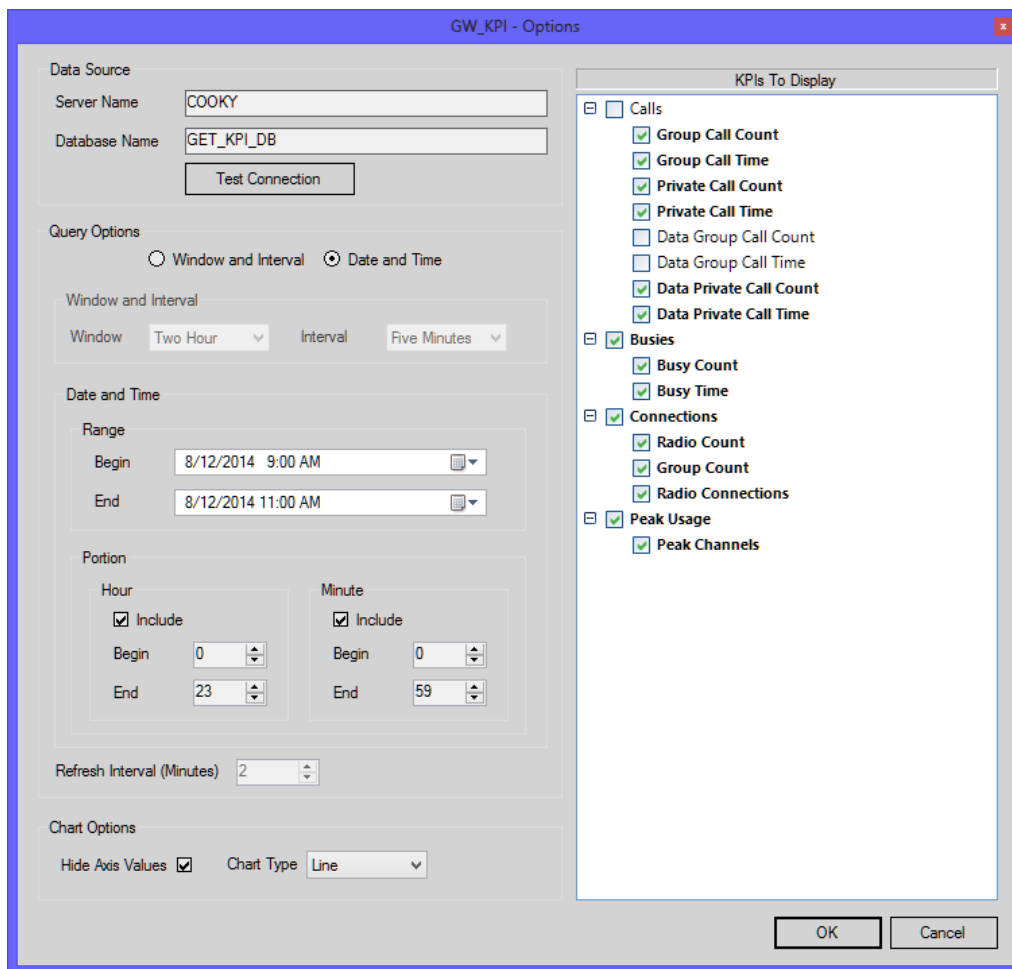 GW_KPI - Options
x
Data Source
Server Name COOKY
Database Name GET_KPI_DB
Test Connection
Query Options
Window and Interval Date and Time
Window and Interval
Window Two Hour Interval Five Minutes
Date and Time
Range
Begin 8/12/2014 9:00 AM
End 8/12/2014 11:00 AM
Portion
Hour Minute
Include Include
Begin 0 Begin 0
End 23 End 59
Refresh Interval (Minutes) 2
Chart Options
Hide Axis Values Chart Type Line
KPIs To Display
Calls
Group Call Count
Group Call Time
Private Call Count
Private Call Time
Data Group Call Count
Data Group Call Time
Data Private Call Count
Data Private Call Time
Busies
Busy Count
Busy Time
Connections
Radio Count
Group Count
Radio Connections
Peak Usage
Peak Channels
OK Cancel